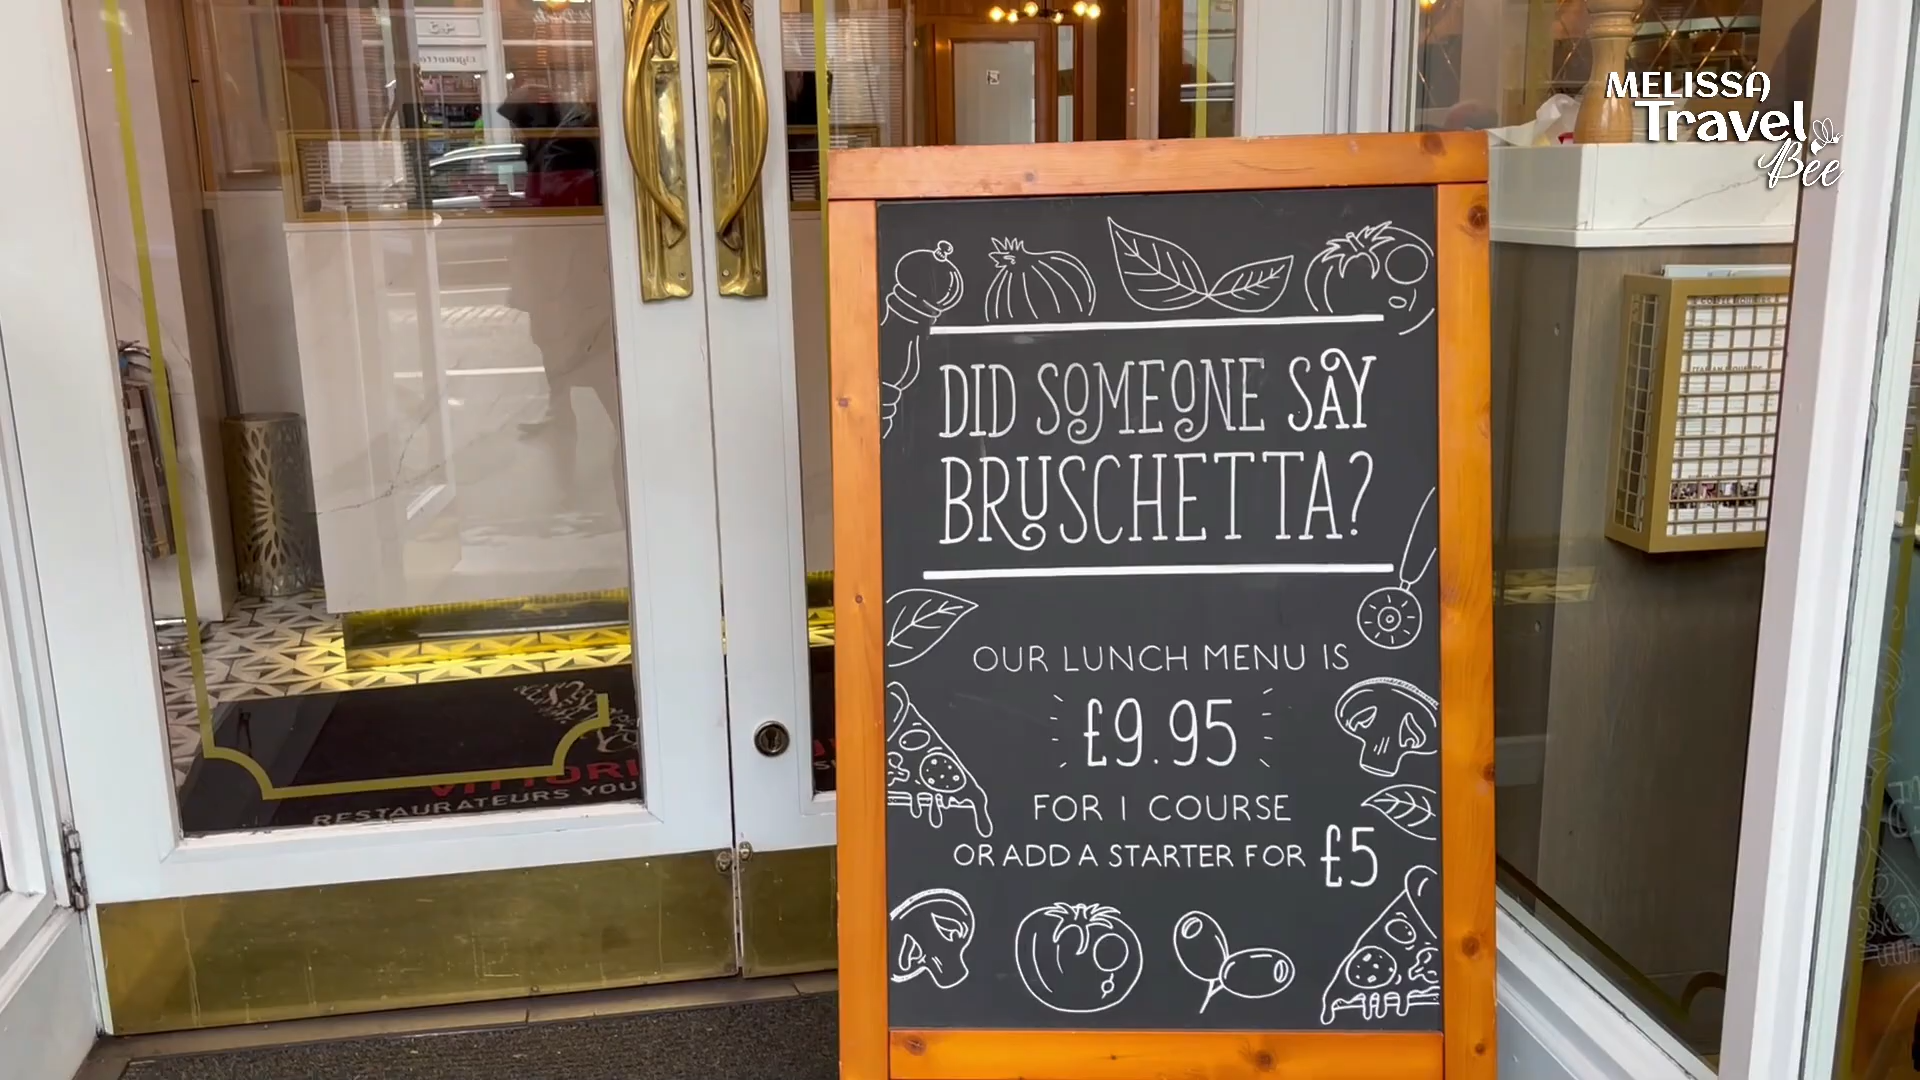 MELISSA
Travel
Bee
DID SOMEONE SAY
BRUSCHETTA?
OUR LUNCH MENU IS
£9.95
FOR 1 COURSE
OR ADD A STARTER FOR £5
RESTAURATEURS YOU